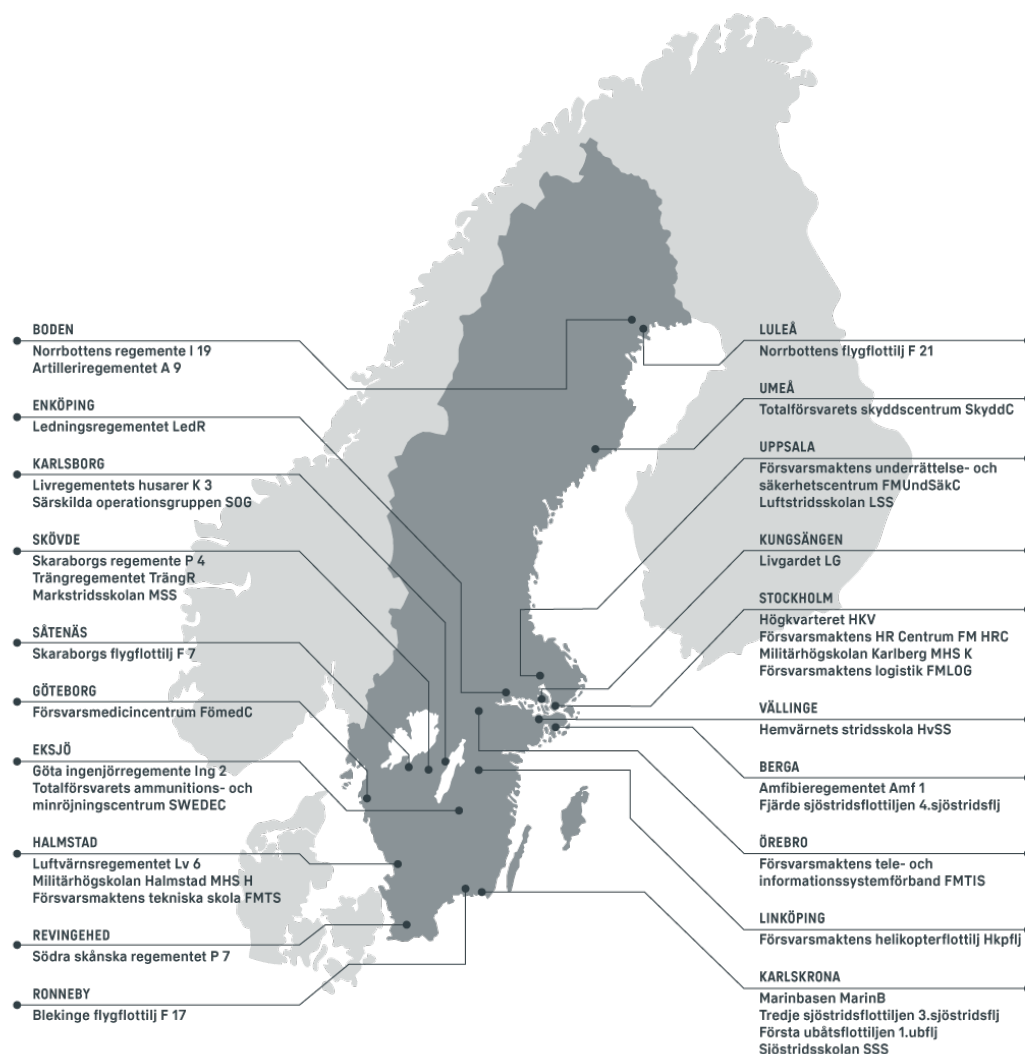 BODEN
Norrbottens regemente I 19
Artilleriregementet A 9
ENKÖPING
Ledningsregementet LedR
KARLSBORG
Livregementets husarer K 3
Särskilda operationsgruppen SOG
SKÖVDE
Skaraborgs regemente P 4
Trängregementet TrängR
Markstridsskolan MSS
SÅTENÄS
Skaraborgs flygflottilj F 7
GÖTEBORG
Försvarsmedicincentrum FömedC
EKSJÖ
Göta ingenjörregemente Ing 2
Totalförsvarets ammunitions- och
minröjningscentrum SWEDEC
HALMSTAD
Luftvärnsregementet Lv 6
Militärhögskolan Halmstad MHS H
Försvarsmaktens tekniska skola FMTS
REVINGEHED
Södra skånska regementet P 7
RONNEBY
Blekinge flygflottilj F 17
LULEÅ
Norrbottens flygflottilj F 21
UMEÅ
Totalförsvarets skyddscentrum SkyddC
UPPSALA
Försvarsmaktens underrättelse- och
säkerhetscentrum FMUndSäkC
Luftstridsskolan LSS
KUNGSÄNGEN
Livgardet LG
STOCKHOLM
Högkvarteret HKV
Försvarsmaktens HR Centrum FM HRC
Militärhögskolan Karlberg MHS K
Försvarsmaktens logistik FMLOG
VÄLLINGE
Hemvärnets stridsskola HvSS
BERGA
Amfibieregementet Amf 1
Fjärde sjöstridsflottiljen 4.sjöstridsflj
ÖREBRO
Försvarsmaktens tele- och
informationssystemförband FMTIS
LINKÖPING
Försvarsmaktens helikopterflottilj Hkpflj
KARLSKRONA
Marinbasen MarinB
Tredje sjöstridsflottiljen 3.sjöstridsflj
Första ubåtsflottiljen 1.ubflj
Sjöstridsskolan SSS